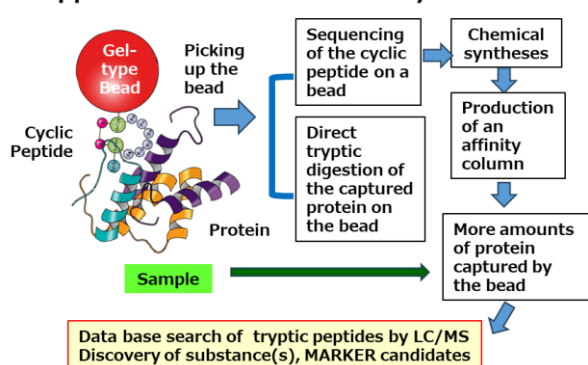 Gel-
type
Bead
Picking
up the
bead
Cyclic
Peptide
Protein
Sample
Sequencing
of the cyclic
peptide on a
bead
Direct
tryptic
digestion of
the captured
protein on
the bead
Chemical
syntheses
Production
of an
affinity
column
More amounts
of protein
captured by
the bead
Data base search of tryptic peptides by LC/MS
Discovery of substance(s), MARKER candidates